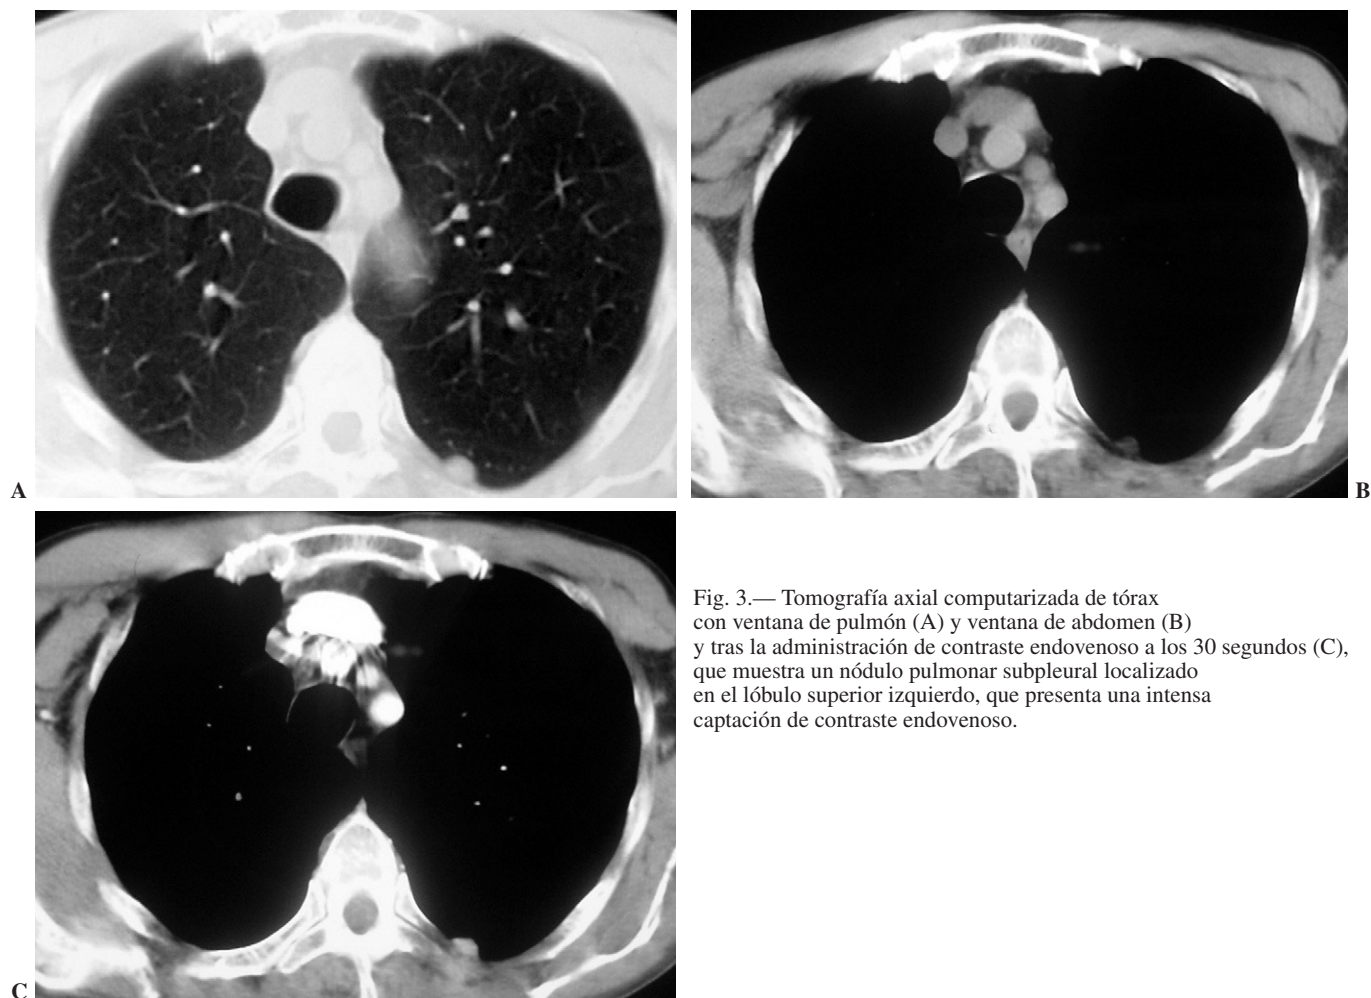 A
B
C
Fig. 3.— Tomografía axial computarizada de tórax
con ventana de pulmón (A) y ventana de abdomen (B)
y tras la administración de contraste endovenoso a los 30 segundos (C),
que muestra un nódulo pulmonar subpleural localizado
en el lóbulo superior izquierdo, que presenta una intensa
captación de contraste endovenoso.